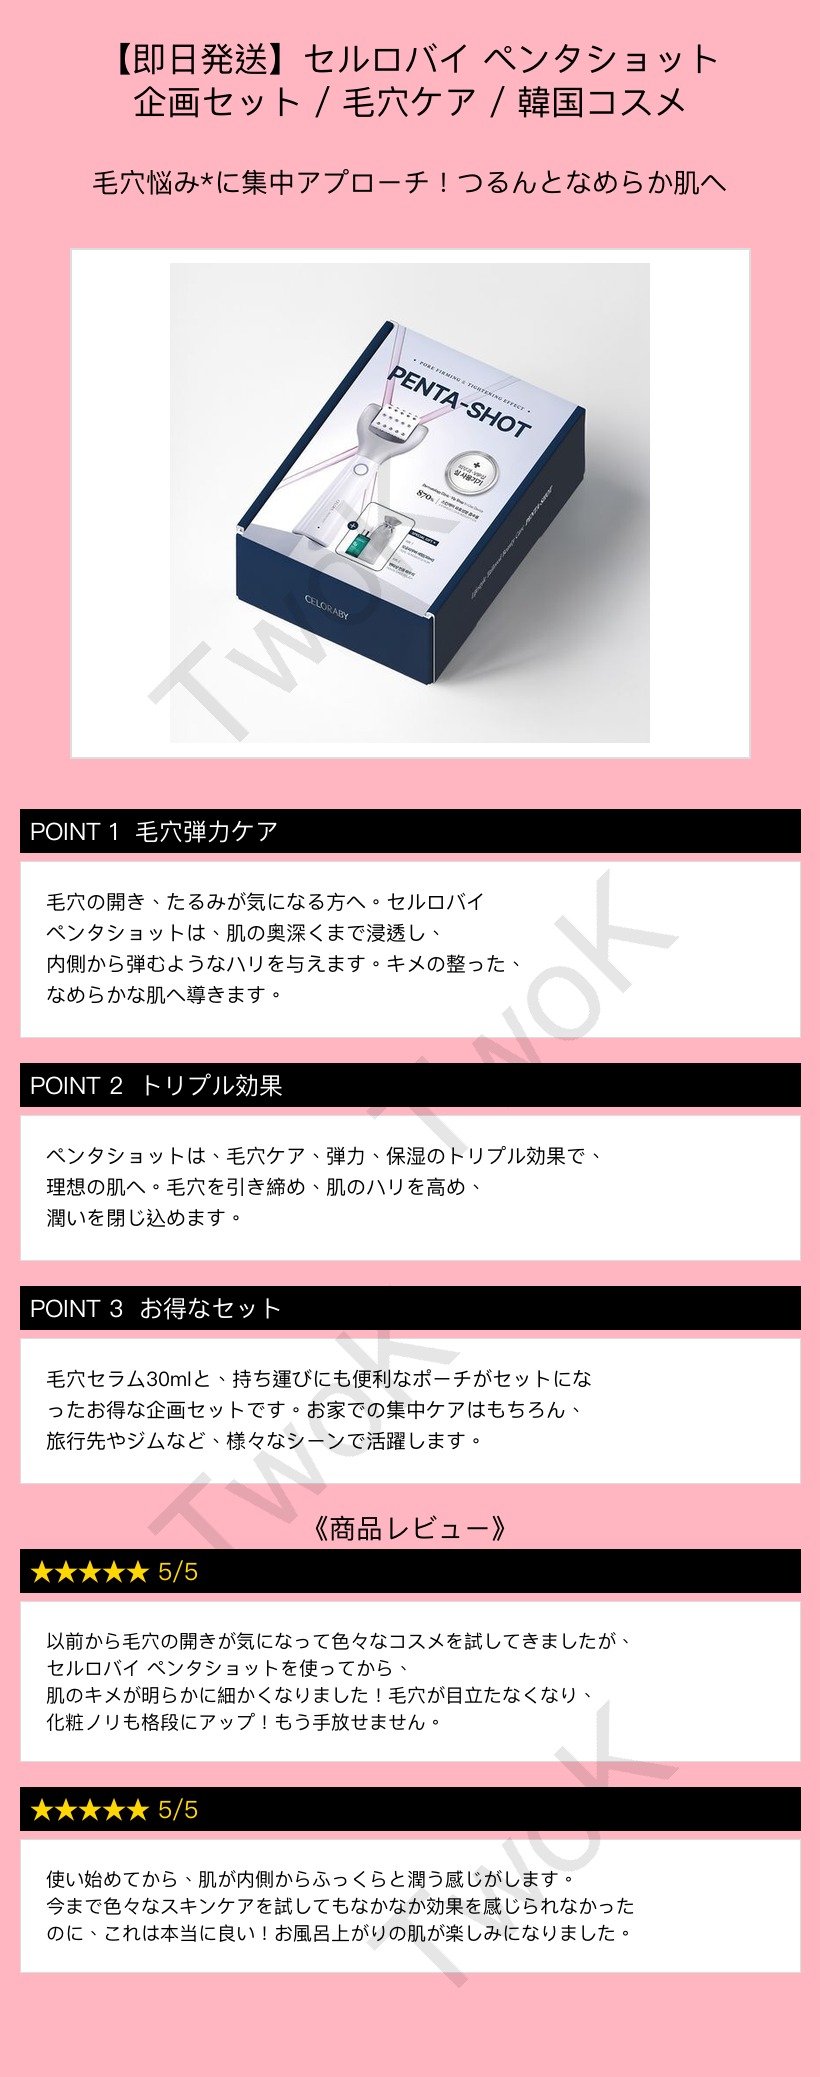 【即日発送】セルロバイ ペンタショット
企画セット / 毛穴ケア / 韓国コスメ
毛穴悩み*に集中アプローチ！つるんとなめらか肌へ
PORE FIRMING & TIGHTENING EFFECT
PENTA-SHOT
실 사용기기
870
CELORABY
PENTA-SHOT
TwoK
POINT 1 毛穴弾力ケア
毛穴の開き、たるみが気になる方へ。セルロバイ
ペンタショットは、肌の奥深くまで浸透し、
内側から弾むようなハリを与えます。キメの整った、
なめらかな肌へ導きます。
TwoK
POINT 2 トリプル効果
ペンタショットは、毛穴ケア、弾力、保湿のトリプル効果で、
理想の肌へ。毛穴を引き締め、肌のハリを高め、
潤いを閉じ込めます。
POINT 3 お得なセット
毛穴セラム30mlと、持ち運びにも便利なポーチがセットにな
ったお得な企画セットです。お家での集中ケアはもちろん、
旅行先やジムなど、様々なシーンで活躍します。
TwoK
《商品レビュー》
★★★★★ 5/5
以前から毛穴の開きが気になって色々なコスメを試してきましたが、
セルロバイ ペンタショットを使ってから、
肌のキメが明らかに細かくなりました！毛穴が目立たなくなり、
化粧ノリも格段にアップ！もう手放せません。
★★★★★ 5/5
使い始めてから、肌が内側からふっくらと潤う感じがします。
今まで色々なスキンケアを試してもなかなか効果を感じられなかった
のに、これは本当に良い！お風呂上がりの肌が楽しみになりました。
TwoK